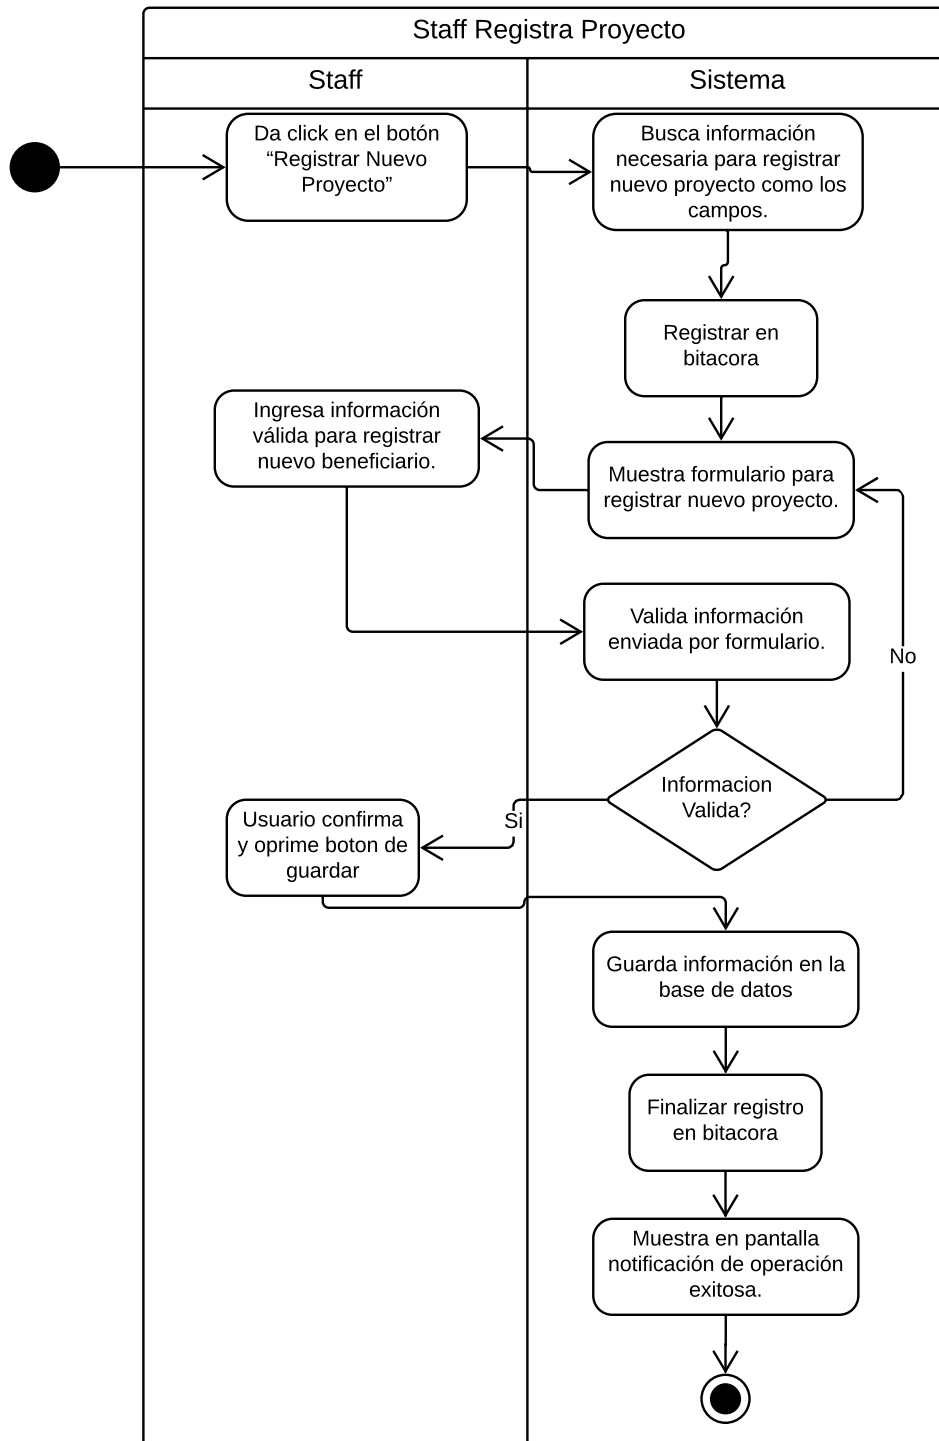 Staff Registra Proyecto
Staff
Sistema
Da click en el botón
“Registrar Nuevo
Proyecto”
Busca información
necesaria para registrar
nuevo proyecto como los
campos.
Registrar en
bitacora
Ingresa información
válida para registrar
nuevo beneficiario.
Muestra formulario para
registrar nuevo proyecto.
Valida información
enviada por formulario.
No
Informacion
Valida?
Si
Usuario confirma
y oprime boton de
guardar
Guarda información en la
base de datos
Finalizar registro
en bitacora
Muestra en pantalla
notificación de operación
exitosa.